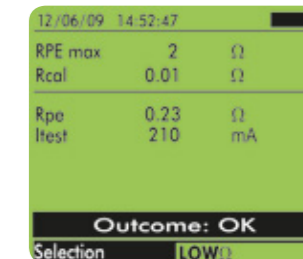 12/06/09 14:52:47
RPE max 2 Ω
Rcal 0.01 Ω
Rpe 0.23 Ω
Itest 210 mA
Outcome: OK
Selection LOWΩ